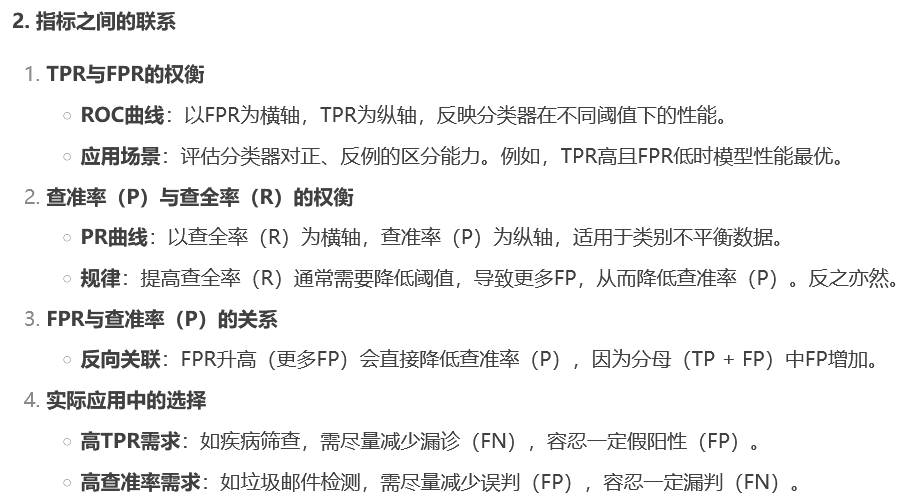 2. 指标之间的联系
1. TPR与FPR的权衡
○ ROC曲线：以FPR为横轴，TPR为纵轴，反映分类器在不同阈值下的性能。
○ 应用场景：评估分类器对正、反例的区分能力。例如，TPR高且FPR低时模型性能最优。
2. 查准率（P）与查全率（R）的权衡
○ PR曲线：以查全率（R）为横轴，查准率（P）为纵轴，适用于类别不平衡数据。
○ 规律：提高查全率（R）通常需要降低阈值，导致更多FP，从而降低查准率（P）。反之亦然。
3. FPR与查准率（P）的关系
○ 反向关联：FPR升高（更多FP）会直接降低查准率（P），因为分母（TP + FP）中FP增加。
4. 实际应用中的选择
○ 高TPR需求：如疾病筛查，需尽量减少漏诊（FN），容忍一定假阳性（FP）。
○ 高查准率需求：如垃圾邮件检测，需尽量减少误判（FP），容忍一定漏判（FN）。